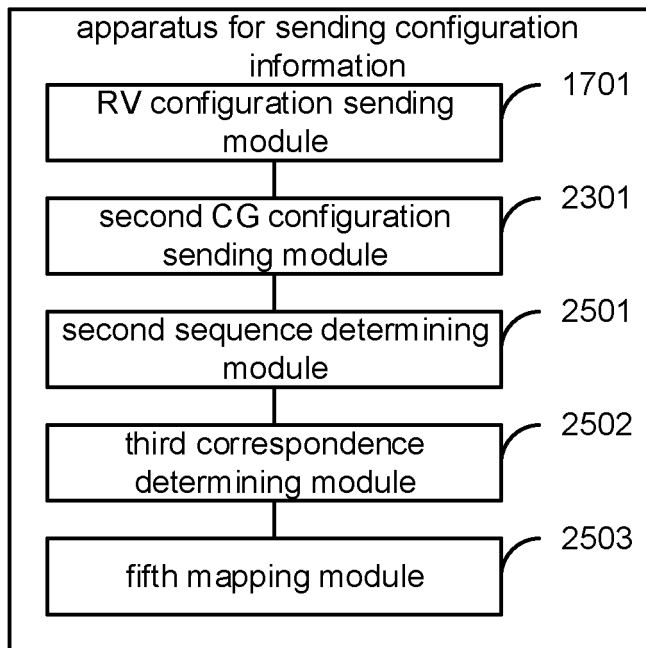 apparatus for sending configuration
information
RV configuration sending
module
1701
second CG configuration
sending module
2301
second sequence determining
module
2501
third correspondence
determining module
2502
fifth mapping module
2503